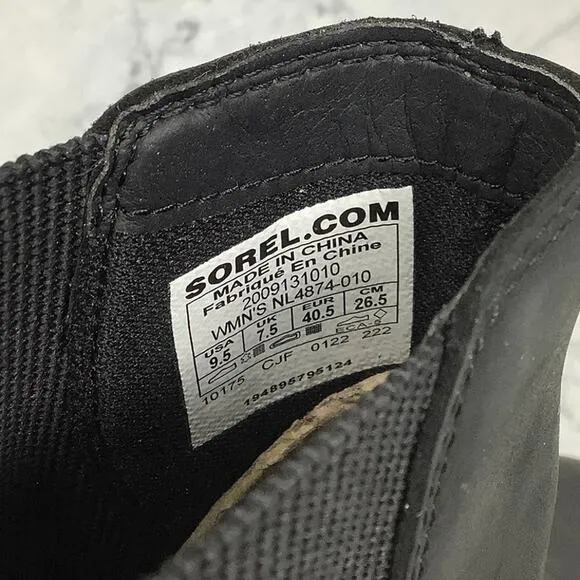 SOREL.COM
MADE IN CHINA
Fabriqué En Chine
2009131010
WMN'S NL4874-010
USA UK EUR CM
9.5 7.5 40.5 26.5
ECA-S
10175 CJF 0122 222
194895795124